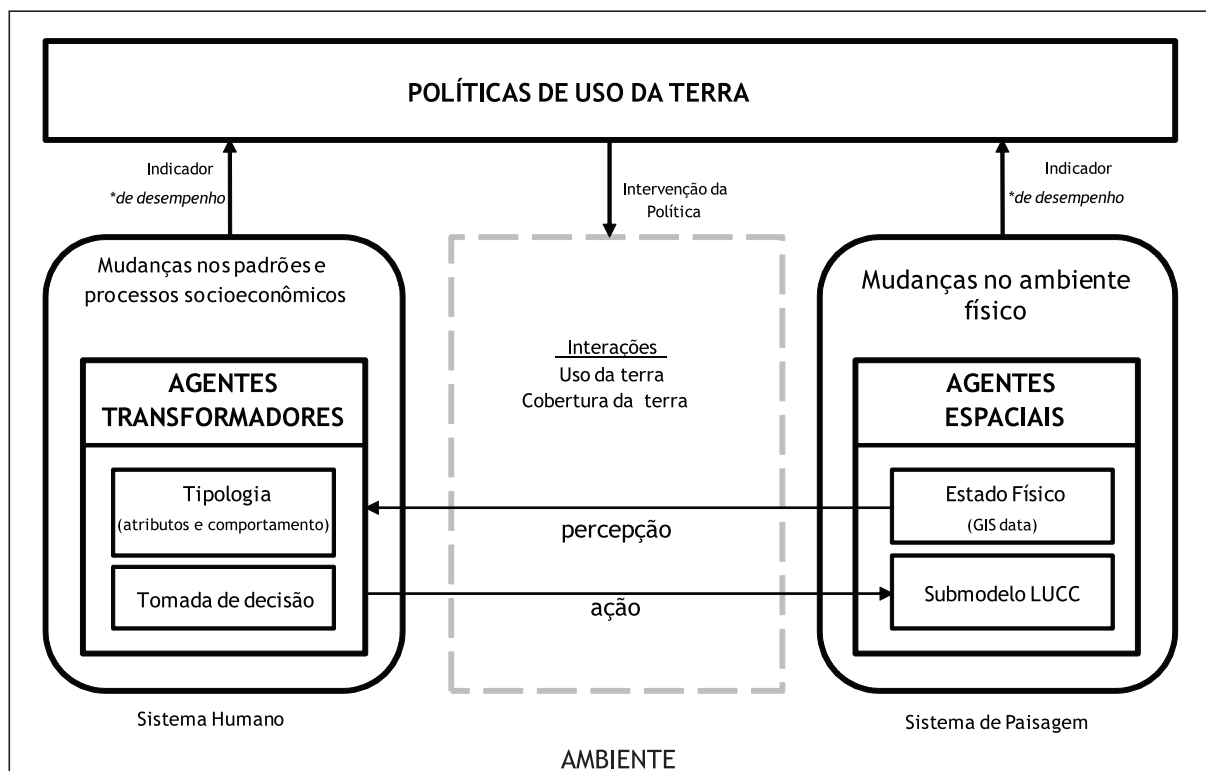 POLÍTICAS DE USO DA TERRA
Indicador
*de desempenho
Intervenção da
Política
Indicador
*de desempenho
Mudanças nos padrões e
processos socioeconômicos
AGENTES
TRANSFORMADORES
Tipologia
(atributos e comportamento)
Tomada de decisão
Sistema Humano
Interações
Uso da terra
Cobertura da terra
percepção
ação
Mudanças no ambiente
físico
AGENTES
ESPACIAIS
Estado Físico
(GIS data)
Submodelo LUCC
Sistema de Paisagem
AMBIENTE